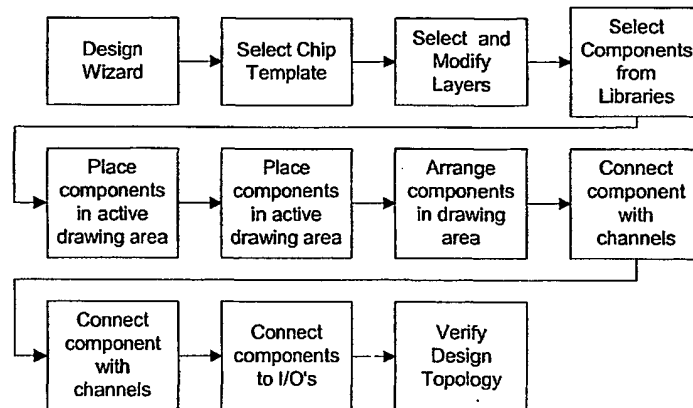 Design
Wizard
Select Chip
Template
Select and
Modify
Layers
Select
Components
from
Libraries
Place
components
in active
drawing area
Place
components
in active
drawing area
Arrange
components
in drawing
area
Connect
component
with
channels
Connect
component
with
channels
Connect
components
to I/O's
Verify
Design
Topology